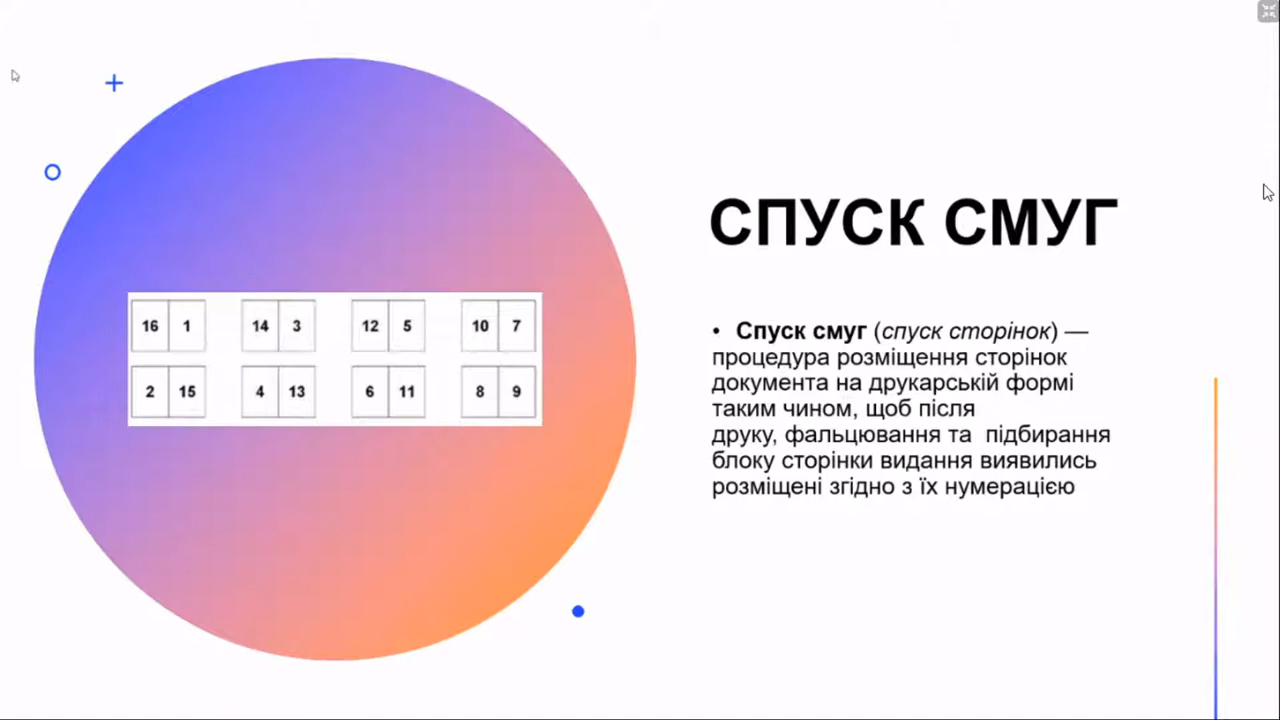 16 1 14 3 12 5 10 7
2 15 4 13 6 11 8 9
СПУСК СМУГ
• Спуск смуг (спуск сторінок) —
процедура розміщення сторінок
документа на друкарській формі
таким чином, щоб після
друку, фальцювання та підбирання
блоку сторінки видання виявились
розміщені згідно з їх нумерацією